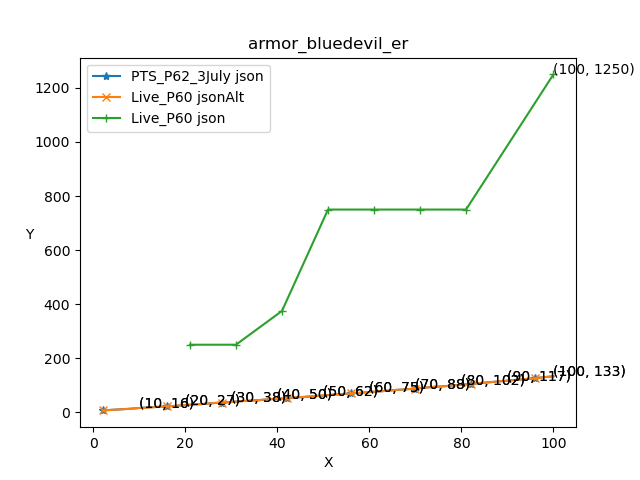 armor_bluedevil_er
PTS_P62_3July json
Live_P60 jsonAlt
Live_P60 json
(100, 1250)
1200
1000
800
Y
600
400
200
0
(10, 16)
(20, 27)
(30, 38)
(40, 50)
(50, 62)
(60, 75)
(70, 88)
(80, 102)
(90, 117)
(100, 133)
0 20 40 60 80 100
X